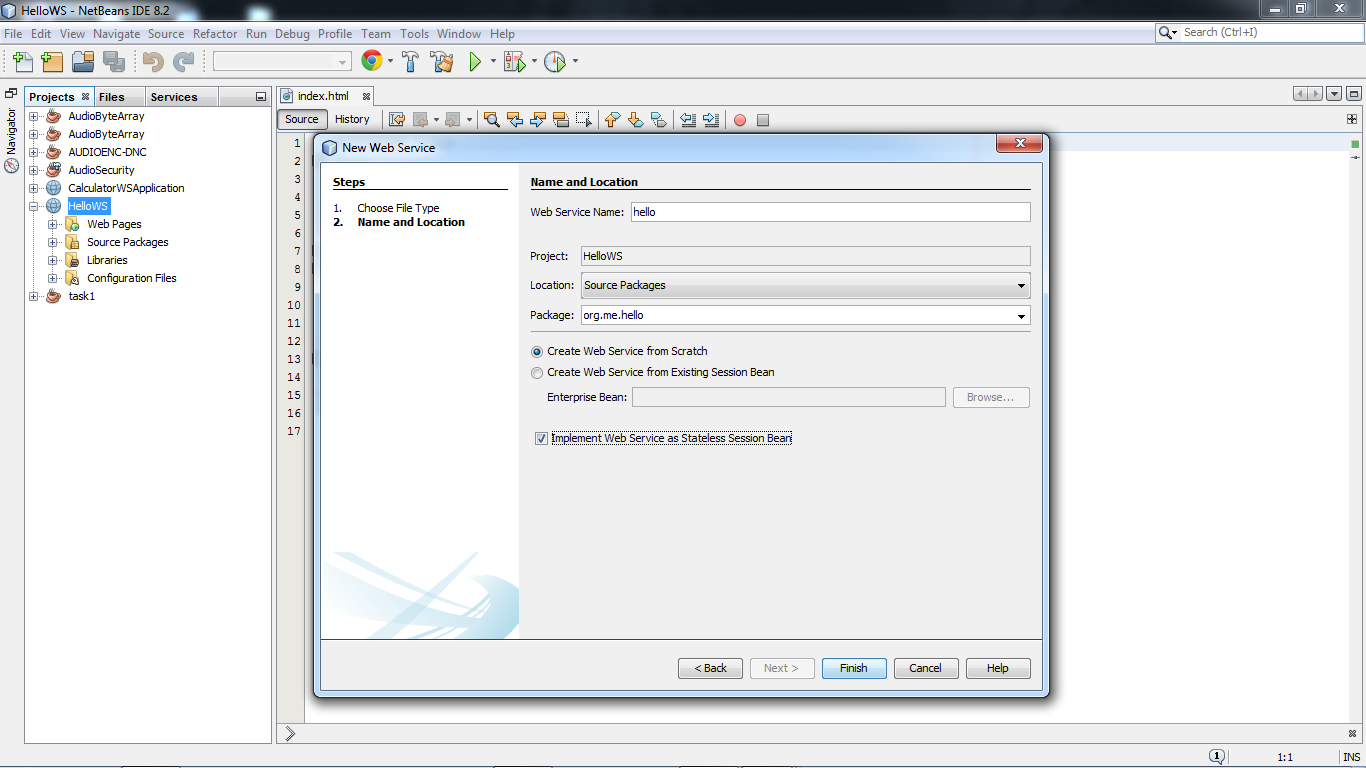 HelloWS - NetBeans IDE 8.2
File Edit View Navigate Source Refactor Run Debug Profile Team Tools Window Help
Search (Ctrl+I)
Projects Files Services
Navigator
AudioByteArray
AudioByteArray
AUDIOENC-DNC
AudioSecurity
CalculatorWSApplication
HelloWS
Web Pages
Source Packages
Libraries
Configuration Files
task1
index.html
Source History
1
2
3
4
5
6
7
8
9
10
11
12
13
14
15
16
17
New Web Service
Steps
1. Choose File Type
2. Name and Location
Name and Location
Web Service Name: hello
Project: HelloWS
Location: Source Packages
Package: org.me.hello
Create Web Service from Scratch
Create Web Service from Existing Session Bean
Enterprise Bean: Browse...
Implement Web Service as Stateless Session Bean
< Back Next > Finish Cancel Help
1 1:1 INS